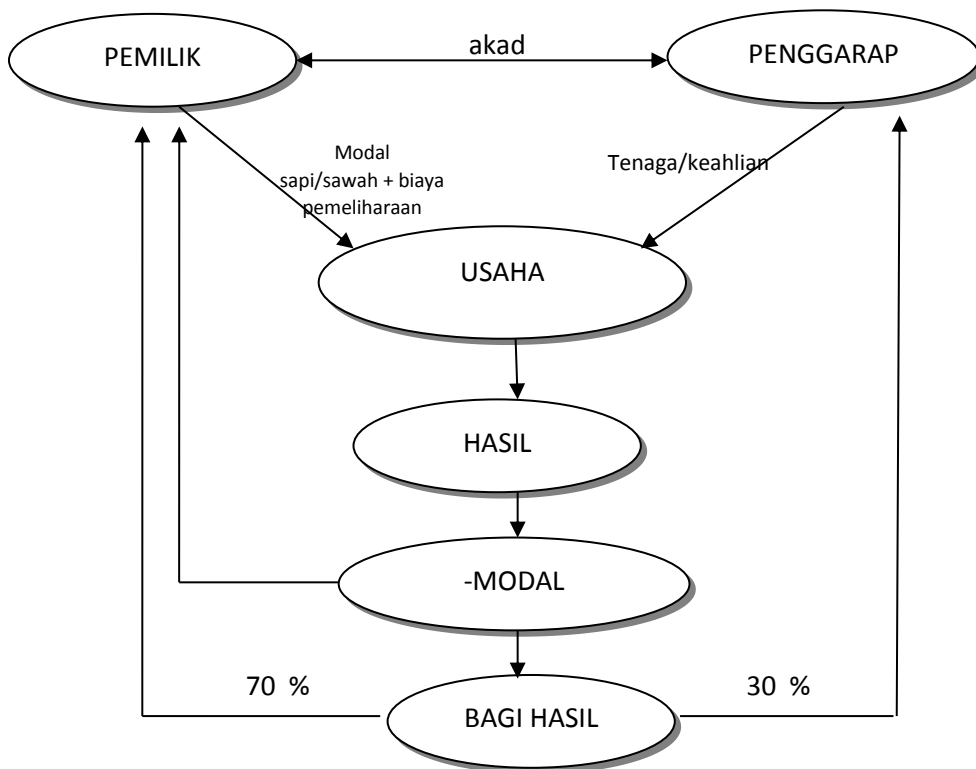 PEMILIK
akad
PENGGARAP
Modal
sapi/sawah + biaya
pemeliharaan
Tenaga/keahlian
USAHA
HASIL
-MODAL
70 %
30 %
BAGI HASIL